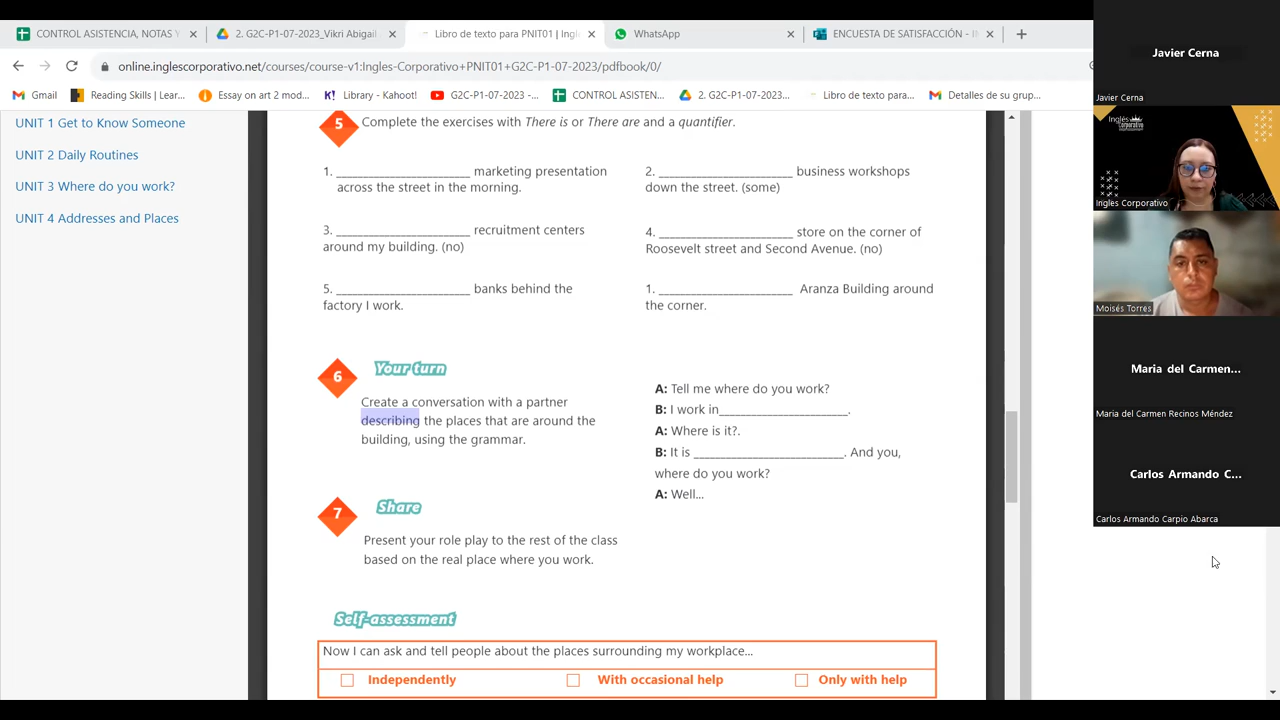 CONTROL ASISTENCIA, NOTAS Y
2. G2C-P1-07-2023_Vikri Abigail
Libro de texto para PNIT01 | Ingl
WhatsApp
ENCUESTA DE SATISFACCIÓN - I
online.inglescorporativo.net/courses/course-v1:Ingles-Corporativo+PNIT01+G2C-P1-07-2023/pdfbook/0/
Gmail
Reading Skills | Lear...
Essay on art 2 mod...
Library - Kahoot!
G2C-P1-07-2023 -...
CONTROL ASISTEN...
2. G2C-P1-07-2023...
Libro de texto para...
Detalles de su grup...
UNIT 1 Get to Know Someone
UNIT 2 Daily Routines
UNIT 3 Where do you work?
UNIT 4 Addresses and Places
5
Complete the exercises with There is or There are and a quantifier.
1. ______________________ marketing presentation
across the street in the morning.
2. ______________________ business workshops
down the street. (some)
3. ______________________ recruitment centers
around my building. (no)
4. ______________________ store on the corner of
Roosevelt street and Second Avenue. (no)
5. ______________________ banks behind the
factory I work.
1. ______________________ Aranza Building around
the corner.
6
Your turn
Create a conversation with a partner
describing the places that are around the
building, using the grammar.
A: Tell me where do you work?
B: I work in_____________________.
A: Where is it?.
B: It is _________________________. And you,
where do you work?
A: Well...
7
Share
Present your role play to the rest of the class
based on the real place where you work.
Self-assessment
Now I can ask and tell people about the places surrounding my workplace...
Independently
With occasional help
Only with help
Javier Cerna
Javier Cerna
Inglés
Corporativo
Ingles Corporativo
Moisés Torres
Maria del Carmen...
Maria del Carmen Recinos Méndez
Carlos Armando C...
Carlos Armando Carpio Abarca